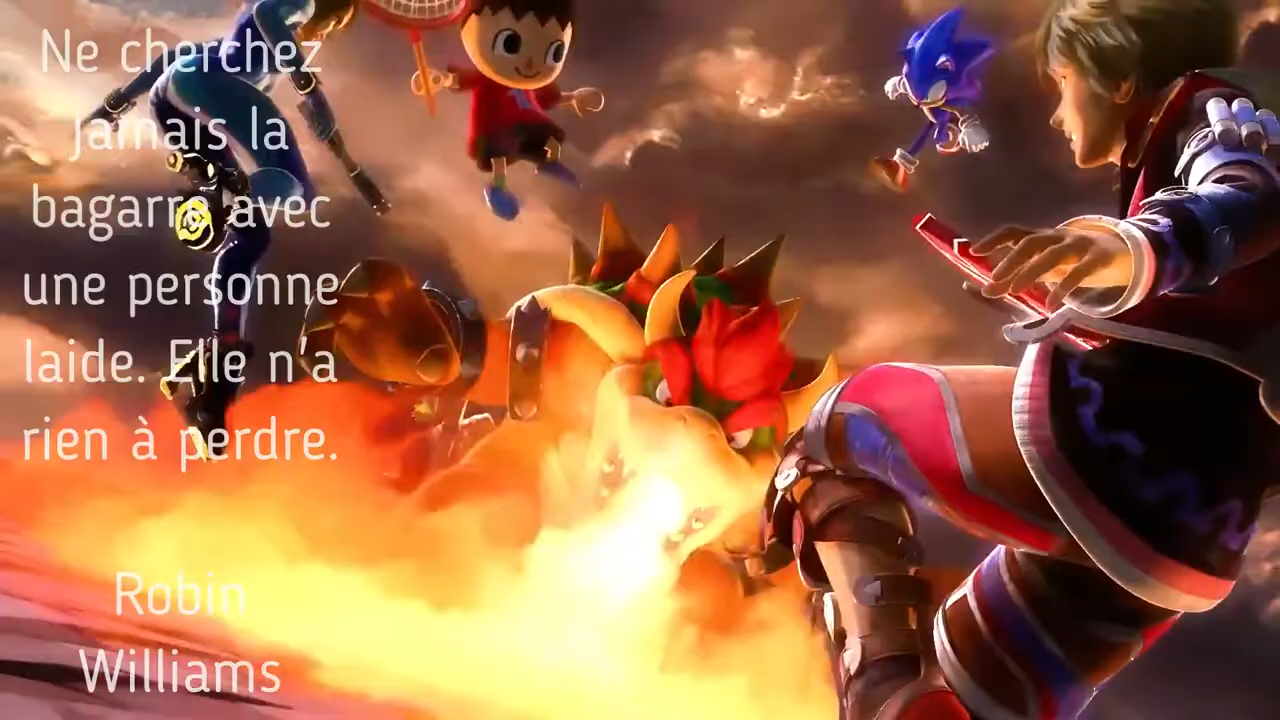 Ne cherchez
jamais la
bagarre avec
une personne
laide. Elle n a
rien à perdre.
Robin
Williams